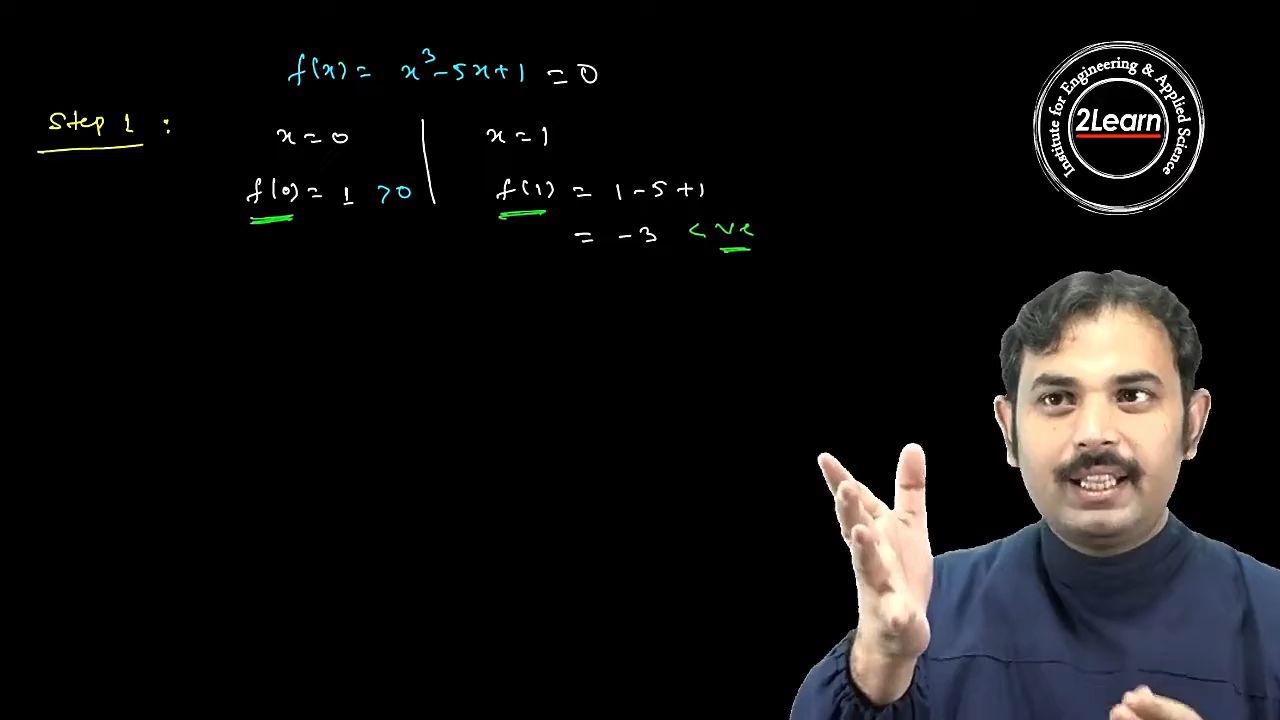 f(x) = x³-5x+1 = 0
Step 1 :
x = 0
x = 1
f(0) = 1 >0
f(1) = 1-5+1
= -3 < ve
Institute for Engineering & Applied Science
2Learn